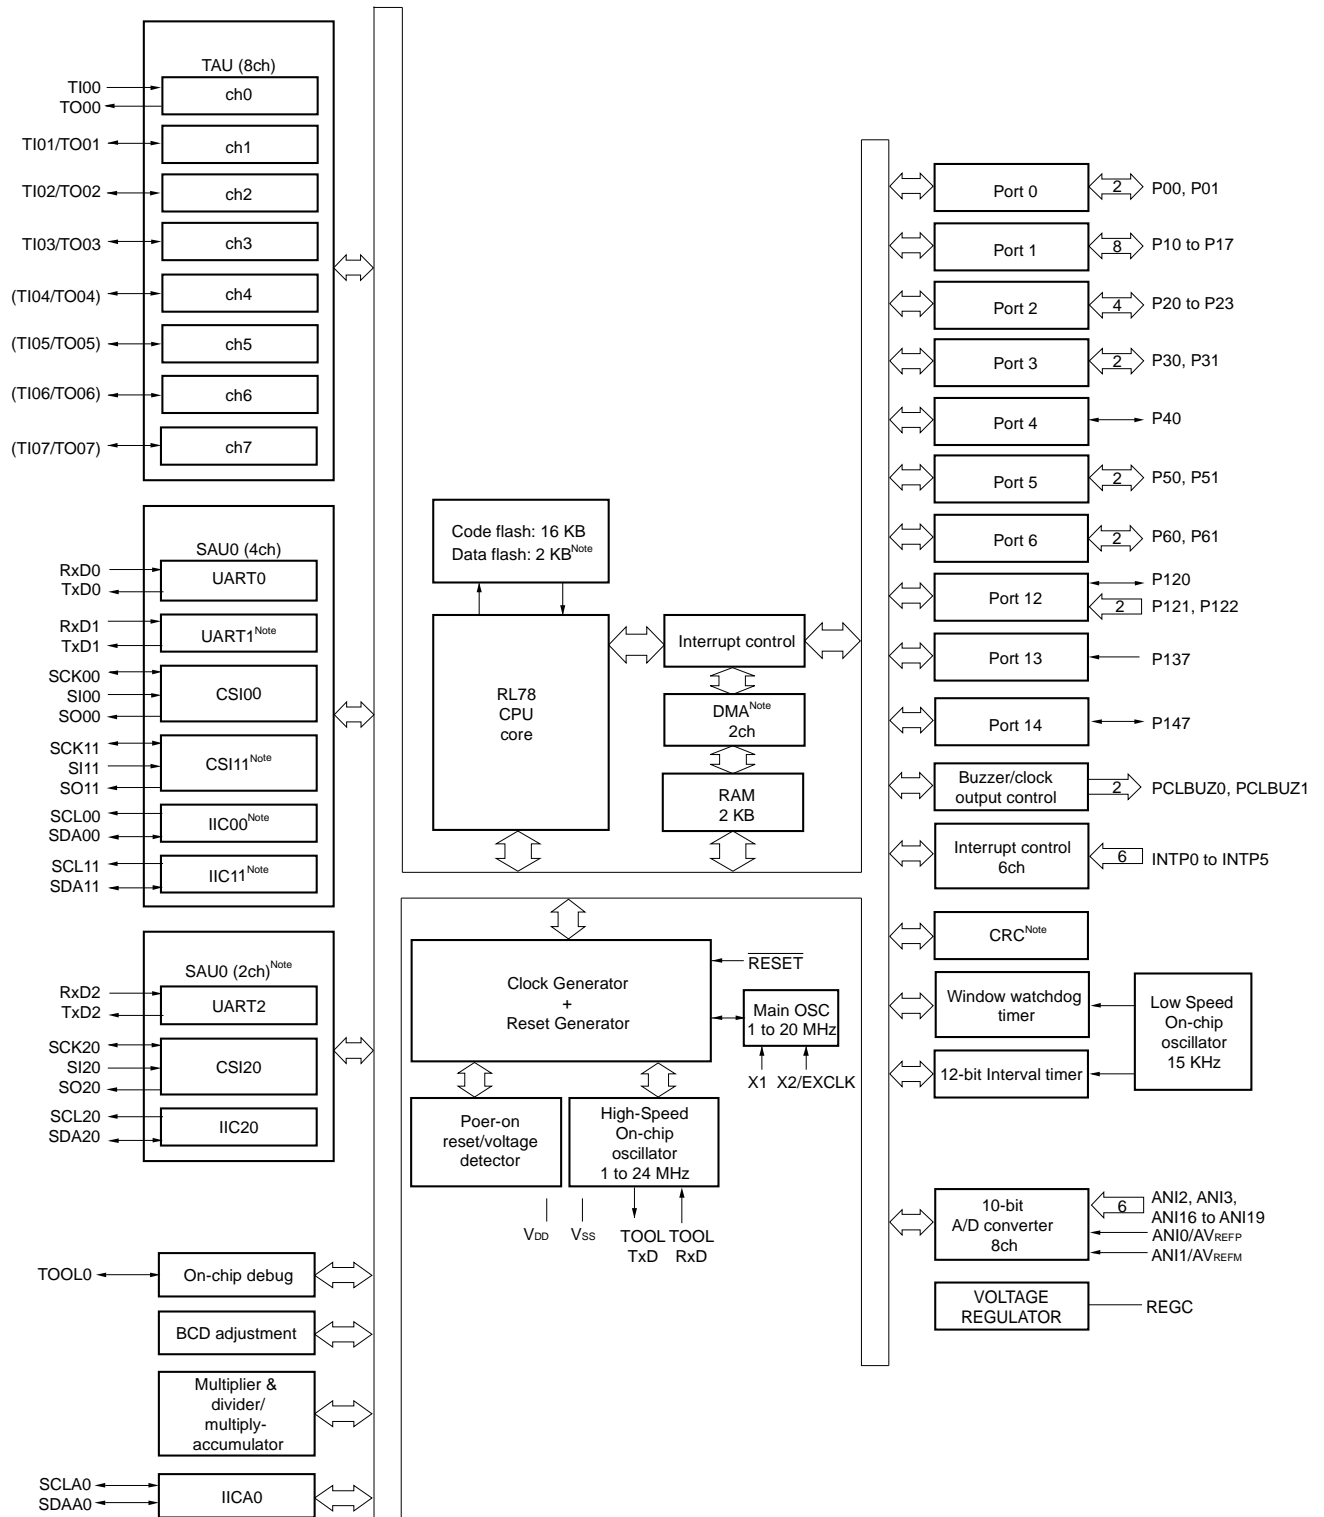 TAU (8ch)
TI00
TO00
ch0
TI01/TO01
ch1
TI02/TO02
ch2
TI03/TO03
ch3
(TI04/TO04)
ch4
(TI05/TO05)
ch5
(TI06/TO06)
ch6
(TI07/TO07)
ch7
SAU0 (4ch)
RxD0
TxD0
UART0
RxD1
TxD1
UART1Note
SCK00
SI00
SO00
CSI00
SCK11
SI11
SO11
CSI11Note
SCL00
SDA00
IIC00Note
SCL11
SDA11
IIC11Note
SAU0 (2ch)Note
RxD2
TxD2
UART2
SCK20
SI20
SO20
CSI20
SCL20
SDA20
IIC20
TOOL0
On-chip debug
BCD adjustment
Multiplier &
divider/
multiply-
accumulator
SCLA0
SDAA0
IICA0
Code flash: 16 KB
Data flash: 2 KBNote
RL78
CPU
core
Interrupt control
DMANote
2ch
RAM
2 KB
Clock Generator
+
Reset Generator
RESET
Main OSC
1 to 20 MHz
X1
X2/EXCLK
Poer-on
reset/voltage
detector
High-Speed
On-chip
oscillator
1 to 24 MHz
VDD
VSS
TOOL
TxD
TOOL
RxD
Port 0
2
P00, P01
Port 1
8
P10 to P17
Port 2
4
P20 to P23
Port 3
2
P30, P31
Port 4
P40
Port 5
2
P50, P51
Port 6
2
P60, P61
Port 12
P120
2
P121, P122
Port 13
P137
Port 14
P147
Buzzer/clock
output control
2
PCLBUZ0, PCLBUZ1
Interrupt control
6ch
6
INTP0 to INTP5
CRCNote
Window watchdog
timer
12-bit Interval timer
Low Speed
On-chip
oscillator
15 KHz
10-bit
A/D converter
8ch
6
ANI2, ANI3,
ANI16 to ANI19
ANI0/AVREFP
ANI1/AVREFM
VOLTAGE
REGULATOR
REGC